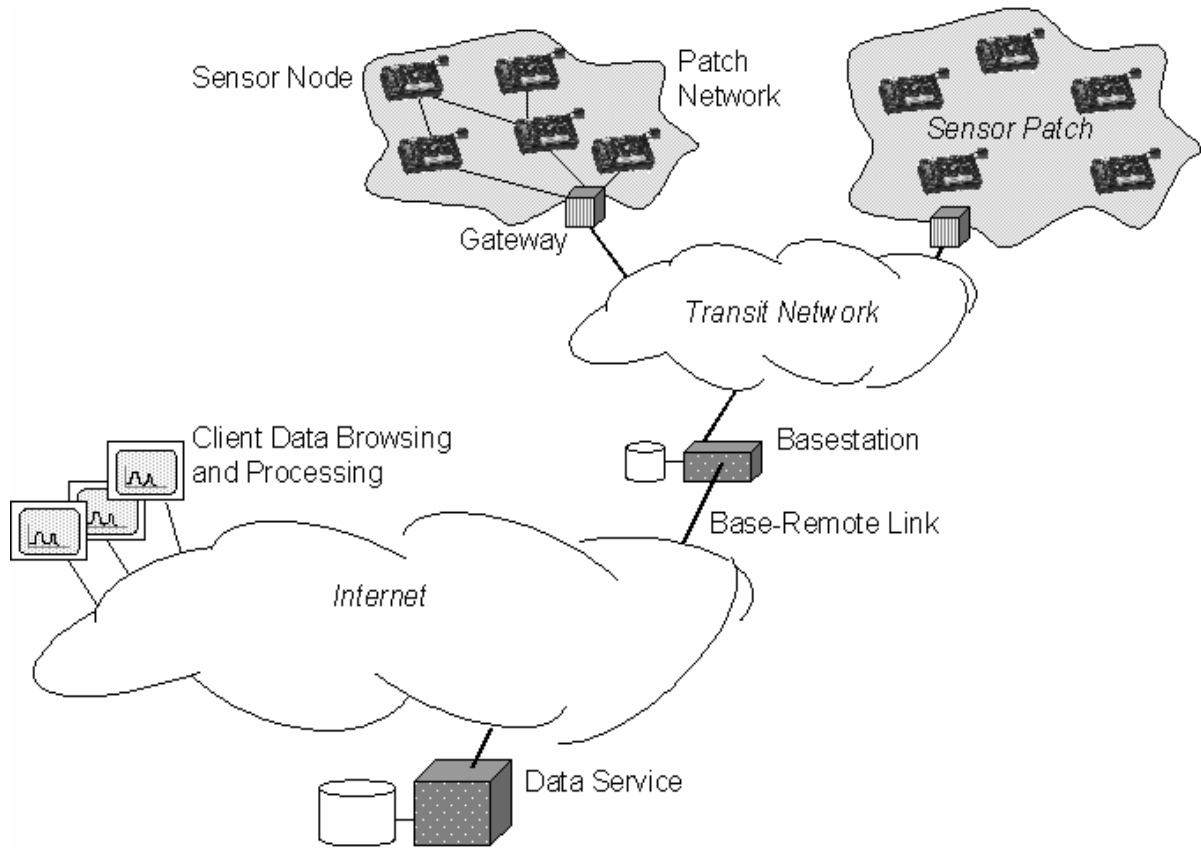 Sensor Node
Patch
Network
Sensor Patch
Gateway
Transit Network
Client Data Browsing
and Processing
Basestation
Base-Remote Link
Internet
Data Service